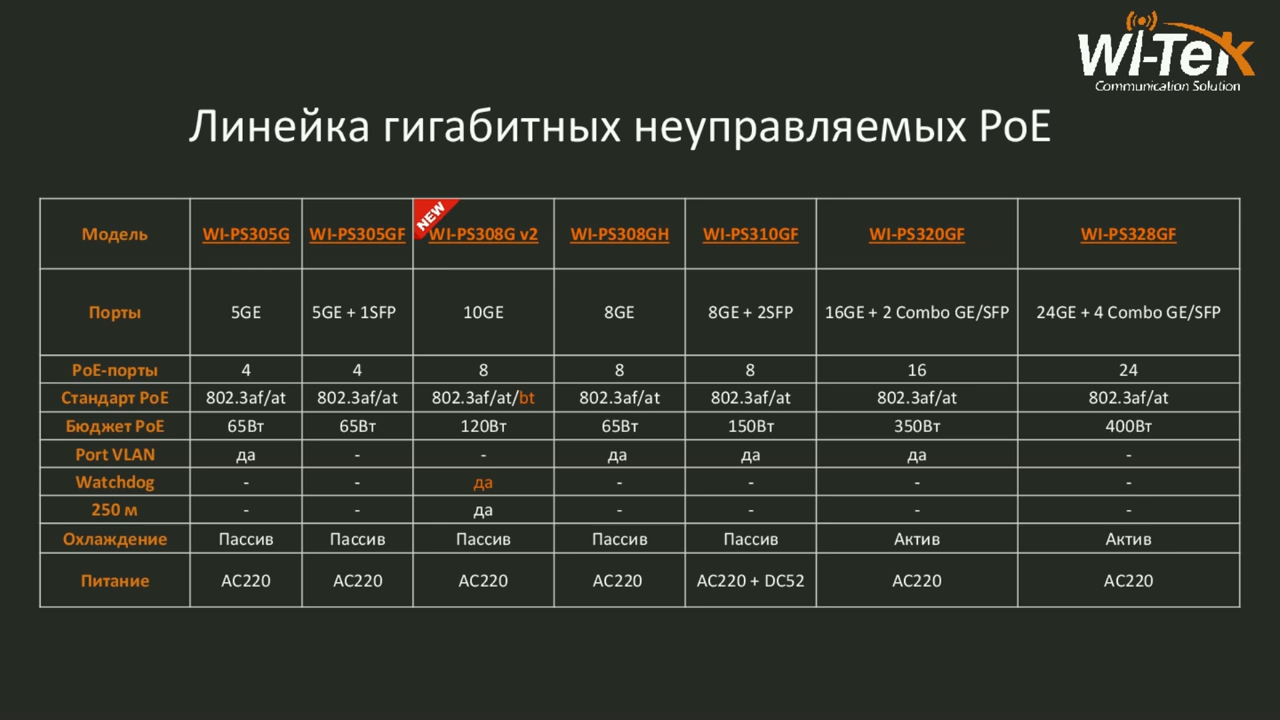 Wi-Tek
Communication Solution
Линейка гигабитных неуправляемых PoE
Модель WI-PS305G WI-PS305GF NEW WI-PS308G v2 WI-PS308GH WI-PS310GF WI-PS320GF WI-PS328GF
Порты 5GE 5GE + 1SFP 10GE 8GE 8GE + 2SFP 16GE + 2 Combo GE/SFP 24GE + 4 Combo GE/SFP
PoE-порты 4 4 8 8 8 16 24
Стандарт PoE 802.3af/at 802.3af/at 802.3af/at/bt 802.3af/at 802.3af/at 802.3af/at 802.3af/at
Бюджет PoE 65Вт 65Вт 120Вт 65Вт 150Вт 350Вт 400Вт
Port VLAN да - - да да да -
Watchdog - - да - - - -
250 м - - да - - - -
Охлаждение Пассив Пассив Пассив Пассив Пассив Актив Актив
Питание AC220 AC220 AC220 AC220 AC220 + DC52 AC220 AC220